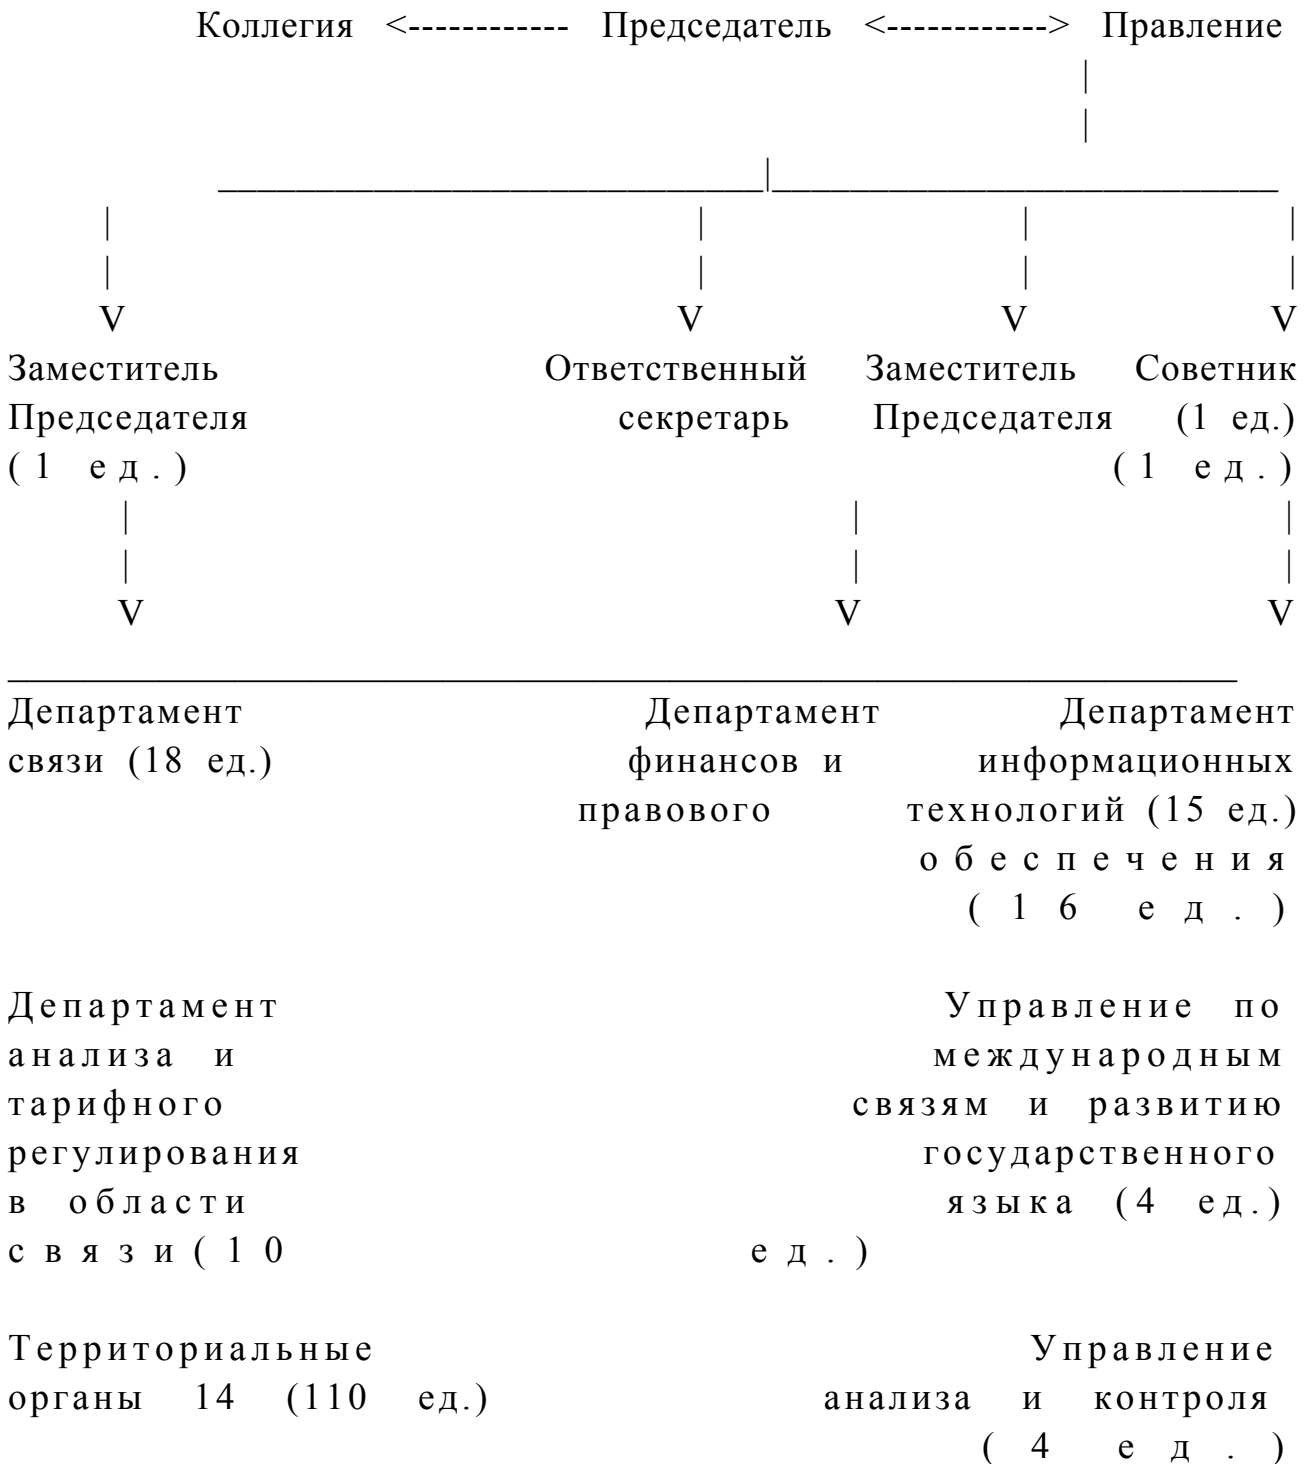 Коллегия <------------ Председатель <------------> Правление
|
|
____________________________|__________________________
| | | |
| | | |
V V V V
Заместитель Ответственный Заместитель Советник
Председателя секретарь Председателя (1 ед.)
(1 ед.) (1 ед.)
| | |
| | |
V V V
_________________________________________________________________
Департамент Департамент Департамент
связи (18 ед.) финансов и информационных
правового технологий (15 ед.)
обеспечения
(16 ед.)
Департамент Управление по
анализа и международным
тарифного связям и развитию
регулирования государственного
в области языка (4 ед.)
связи(10 ед.)
Территориальные Управление
органы 14 (110 ед.) анализа и контроля
(4 ед.)